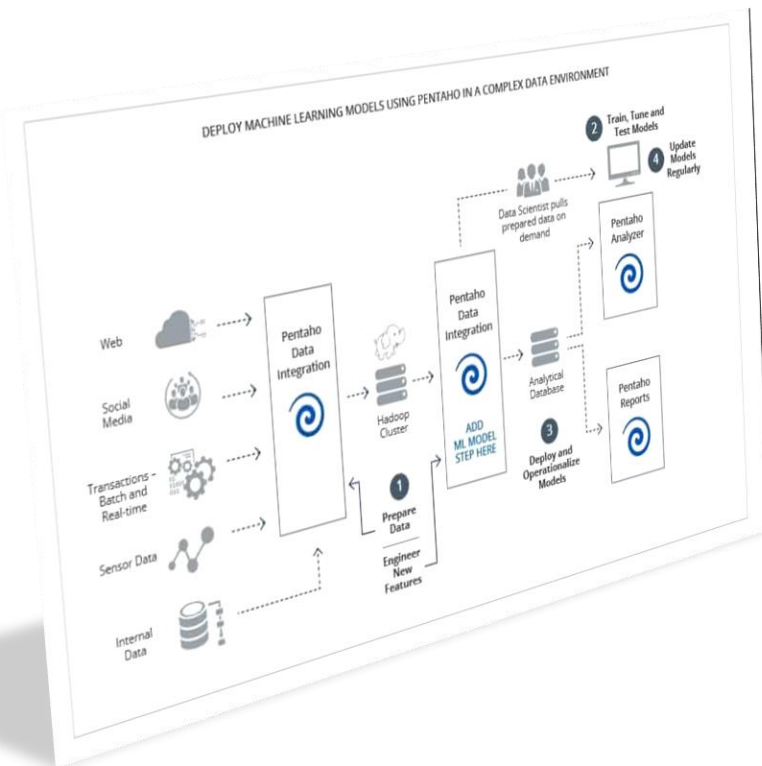 DEPLOY MACHINE LEARNING MODELS USING PENTAHO IN A COMPLEX DATA ENVIRONMENT
2
Train, Tune and
Test Models
4
Update
Models
Regularly
Data Scientist pulls
prepared data on
demand
Pentaho
Analyzer
Web
Social
Media
Transactions –
Batch and
Real-time
Sensor Data
Internal
Data
Pentaho
Data
Integration
Hadoop
Cluster
Pentaho
Data
Integration
ADD
ML MODEL
STEP HERE
Analytical
Database
Pentaho
Reports
1
Prepare
Data
Engineer
New
Features
3
Deploy and
Operationalize
Models